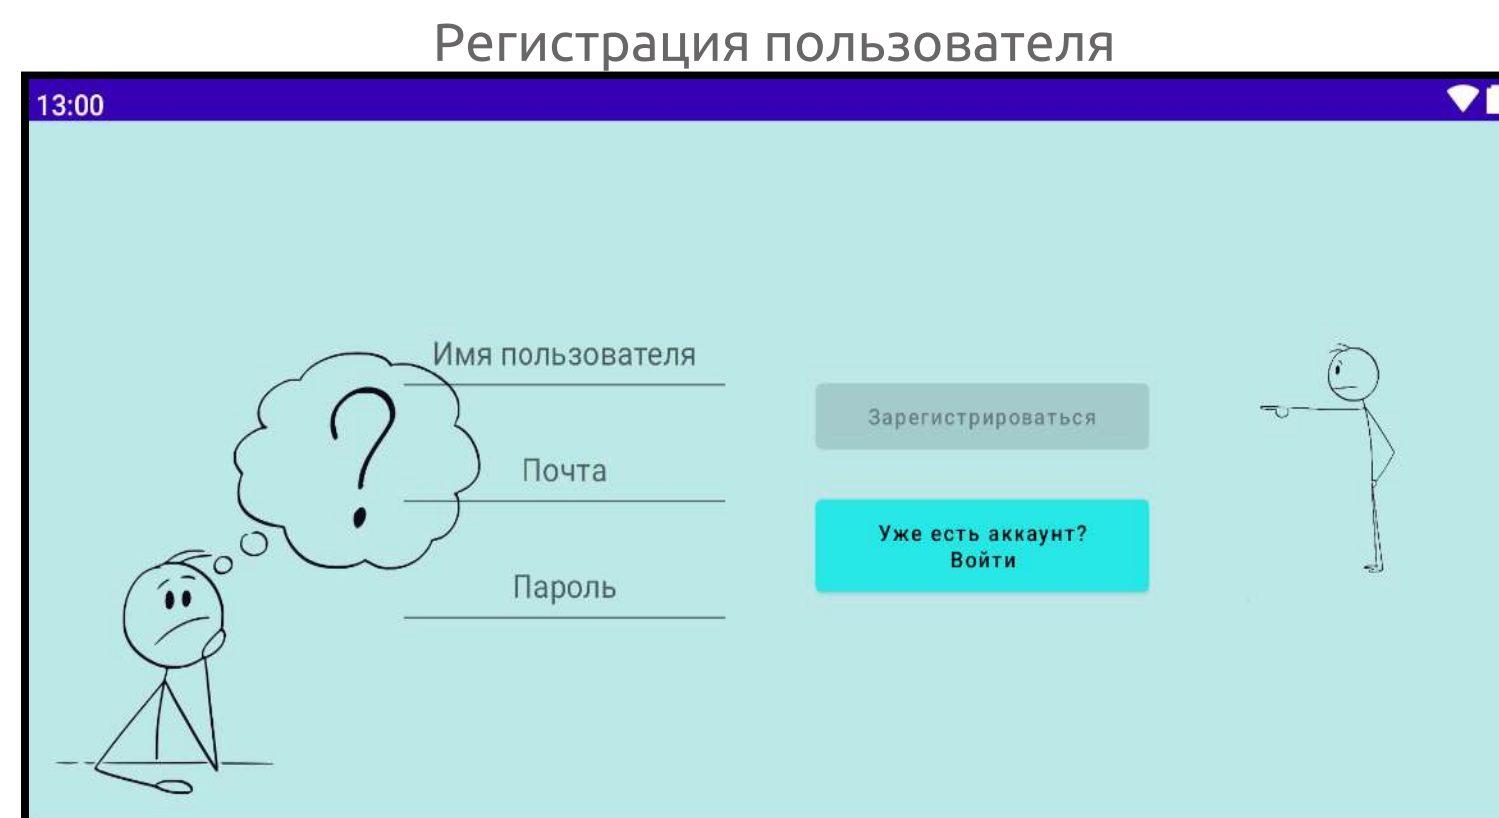 Регистрация пользователя
13:00
Имя пользователя
Почта
Пароль
Зарегистрироваться
Уже есть аккаунт?
Войти
?